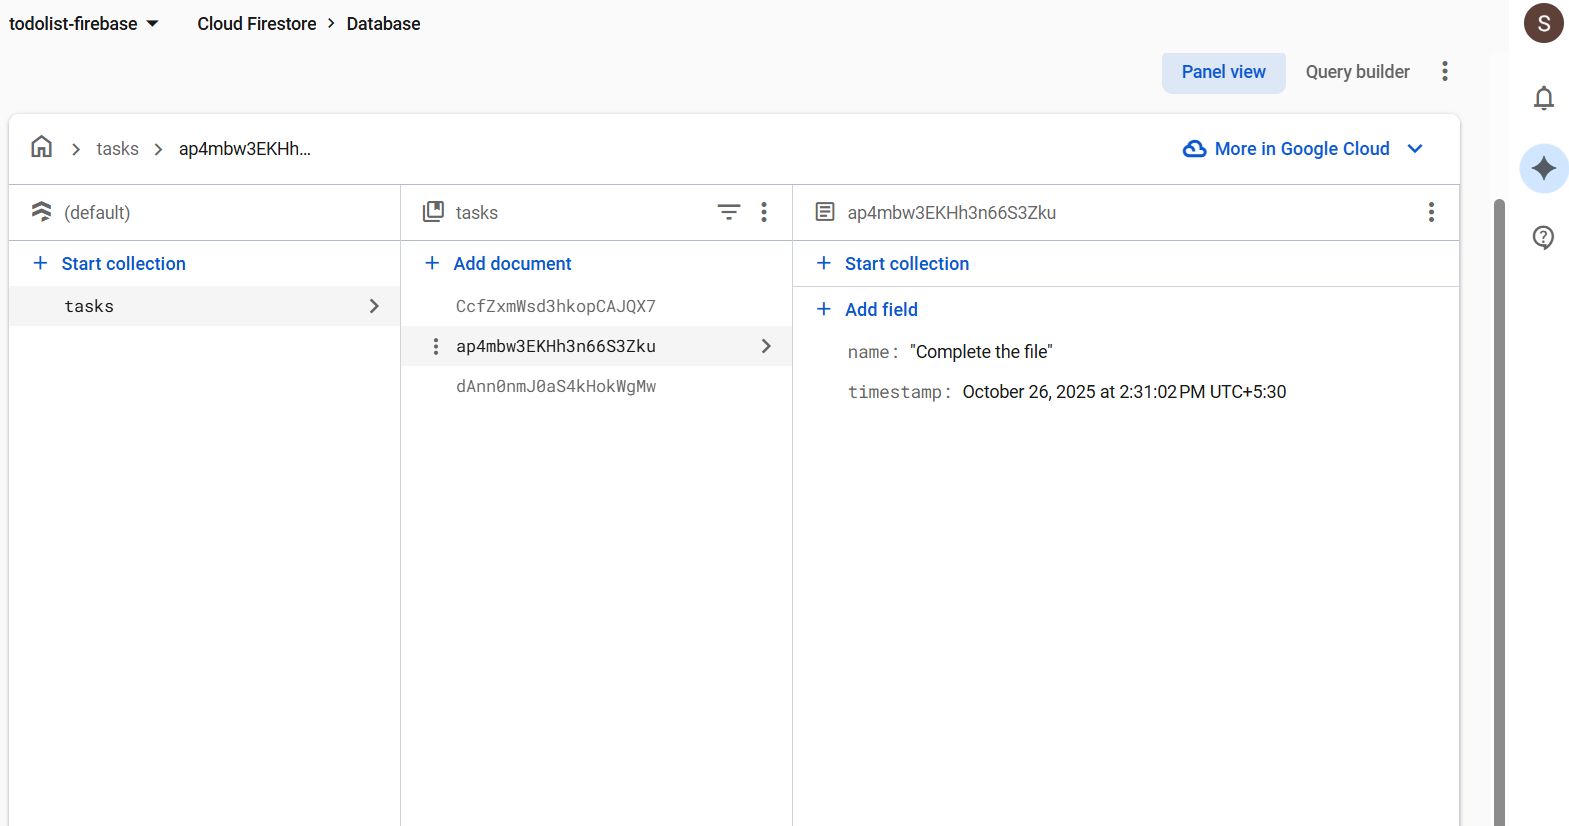 todolist-firebase
Cloud Firestore > Database
Panel view
Query builder
tasks > ap4mbw3EKHh...
More in Google Cloud
(default)
tasks
ap4mbw3EKHh3n66S3Zku
+ Start collection
+ Add document
+ Start collection
tasks
CcfZxmWsd3hkopCAJQX7
+ Add field
ap4mbw3EKHh3n66S3Zku
name: "Complete the file"
dAnn0nmJ0aS4kHokWgMw
timestamp: October 26, 2025 at 2:31:02 PM UTC+5:30
S